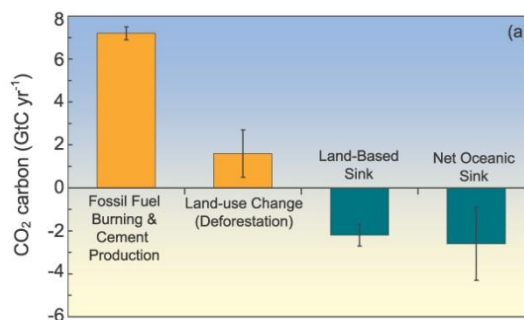 (a)
8
6
4
2
0
-2
-4
-6
CO₂ carbon (GtC yr⁻¹)
Fossil Fuel
Burning &
Cement
Production
Land-use Change
(Deforestation)
Land-Based
Sink
Net Oceanic
Sink